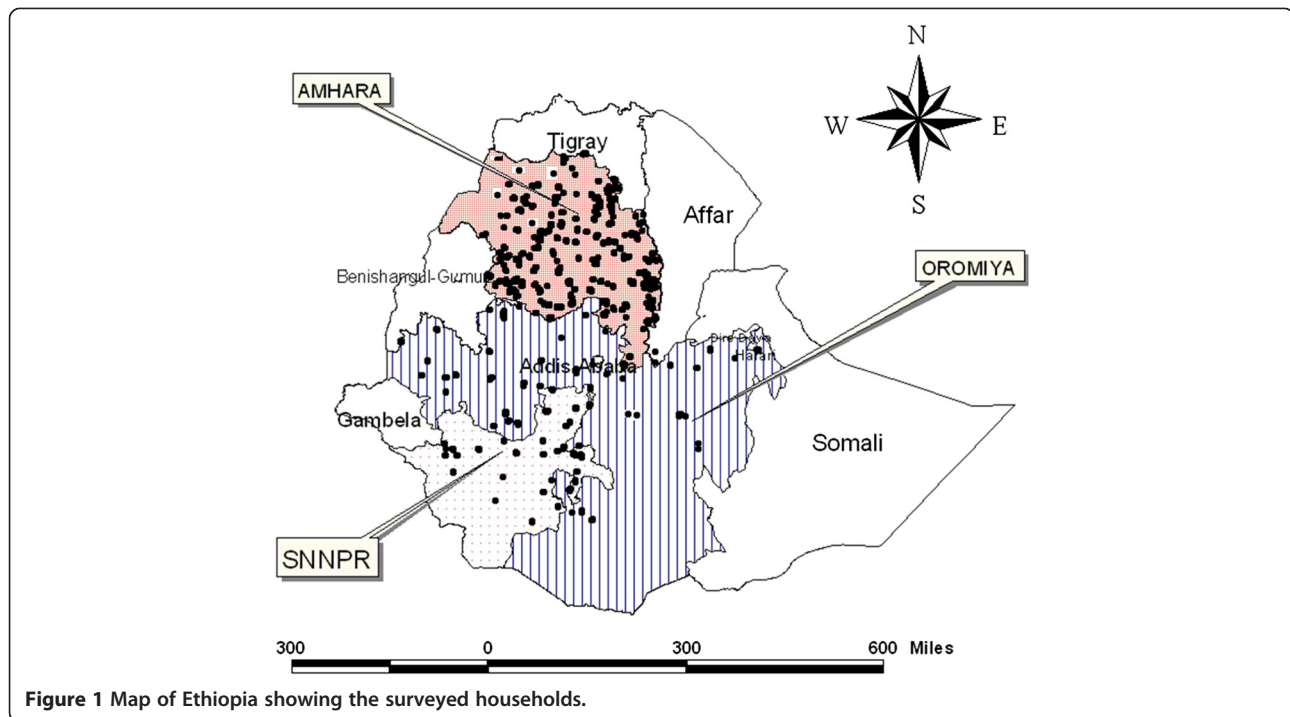 N
AMHARA
Tigray
W
E
S
Affar
OROMIYA
Benishangul-Gumuz
Dire Dawa
Harari
Addis Ababa
Gambela
Somali
SNNPR
300 0 300 600 Miles
Figure 1 Map of Ethiopia showing the surveyed households.